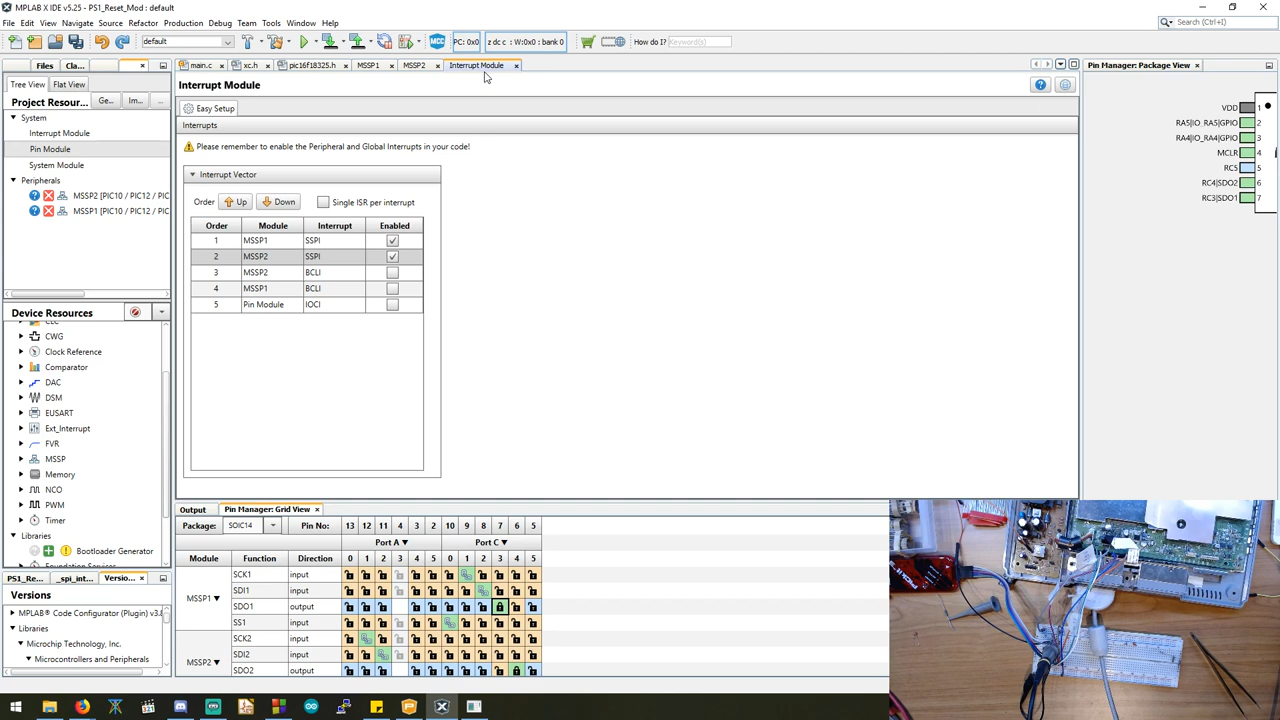 MPLAB X IDE v5.25 - PS1_Reset_Mod : default
File Edit View Navigate Source Refactor Production Debug Team Tools Window Help
Search (Ctrl+I)
default
PC: 0x0
z dc c : W:0x0 : bank 0
How do I?
Keyword(s)
Files
Cla...
main.c
xc.h
pic16f18325.h
MSSP1
MSSP2
Interrupt Module
Pin Manager: Package View
Tree View
Flat View
Project Resour...
Ge...
Im...
...
System
Interrupt Module
Pin Module
System Module
Peripherals
MSSP2 [PIC10 / PIC12 / PIC
MSSP1 [PIC10 / PIC12 / PIC
Device Resources
CLC
CWG
Clock Reference
Comparator
DAC
DSM
EUSART
Ext_Interrupt
FVR
MSSP
Memory
NCO
PWM
Timer
Libraries
Bootloader Generator
PS1_Re...
_spi_int...
Versio...
Versions
MPLAB® Code Configurator (Plugin) v3.8
Libraries
Microchip Technology, Inc.
Microcontrollers and Peripherals
Interrupt Module
Easy Setup
Interrupts
Please remember to enable the Peripheral and Global Interrupts in your code!
Interrupt Vector
Order Up Down Single ISR per interrupt
Order Module Interrupt Enabled
1 MSSP1 SSPI
2 MSSP2 SSPI
3 MSSP2 BCLI
4 MSSP1 BCLI
5 Pin Module IOCI
VDD 1
RA5|IO_RA5|GPIO 2
RA4|IO_RA4|GPIO 3
MCLR 4
RC5 5
RC4|SDO2 6
RC3|SDO1 7
Output
Pin Manager: Grid View
Package: SOIC14 Pin No: 13 12 11 4 3 2 10 9 8 7 6 5
Port A Port C
Module Function Direction 0 1 2 3 4 5 0 1 2 3 4 5
MSSP1
SCK1 input
SDI1 input
SDO1 output
SS1 input
MSSP2
SCK2 input
SDI2 input
SDO2 output